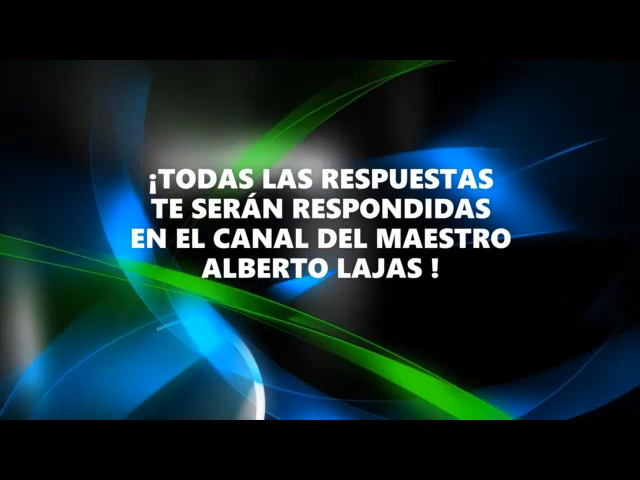 ¡TODAS LAS RESPUESTAS
TE SERÁN RESPONDIDAS
EN EL CANAL DEL MAESTRO
ALBERTO LAJAS !